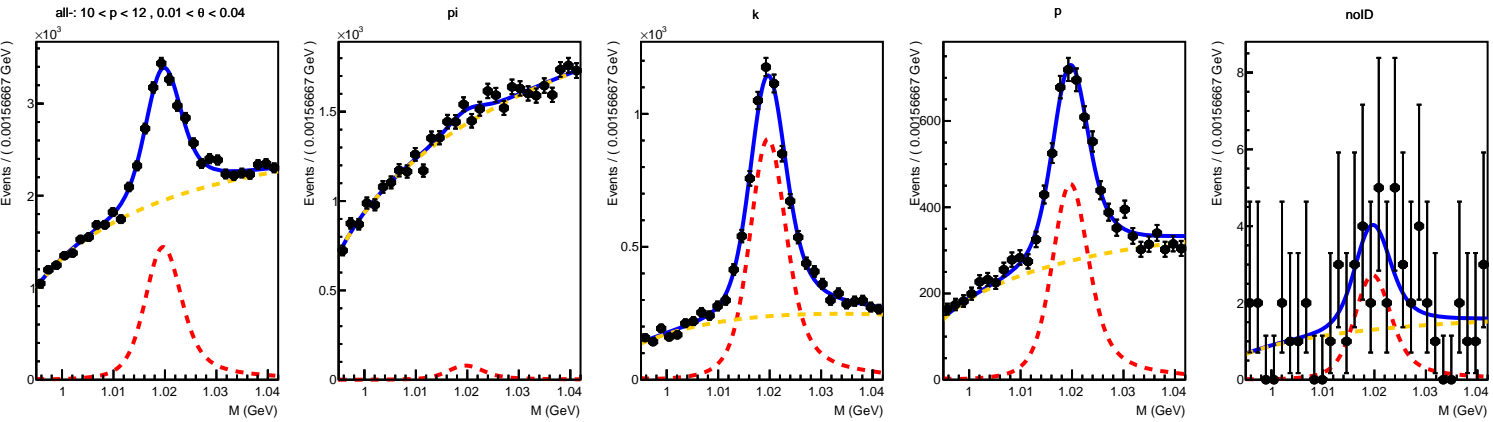 all-: 10 < p < 12 , 0.01 < θ < 0.04
×10³
Events / ( 0.00156667 GeV )
3
2
1
0
1 1.01 1.02 1.03 1.04
M (GeV)
pi
×10³
Events / ( 0.00156667 GeV )
1.5
1
0.5
0
1 1.01 1.02 1.03 1.04
M (GeV)
k
×10³
Events / ( 0.00156667 GeV )
1
0.5
0
1 1.01 1.02 1.03 1.04
M (GeV)
p
Events / ( 0.00156667 GeV )
600
400
200
0
1 1.01 1.02 1.03 1.04
M (GeV)
noID
Events / ( 0.00156667 GeV )
8
6
4
2
0
1 1.01 1.02 1.03 1.04
M (GeV)